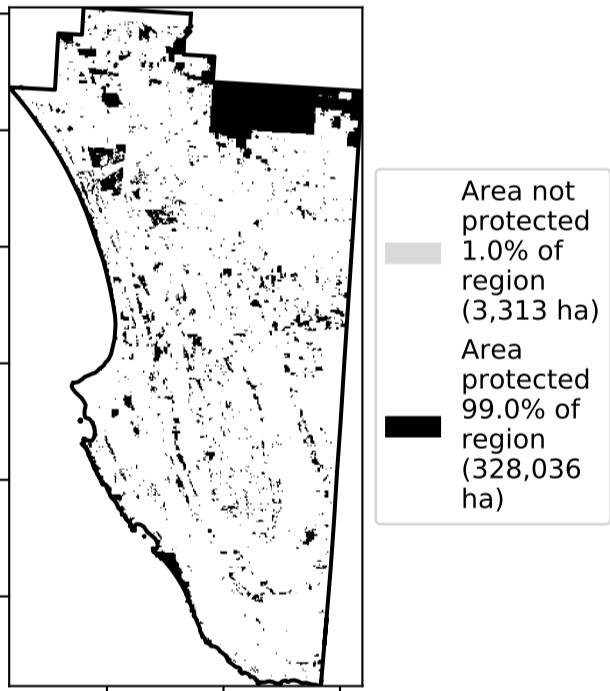 Area not
protected
1.0% of
region
(3,313 ha)
Area
protected
99.0% of
region
(328,036
ha)